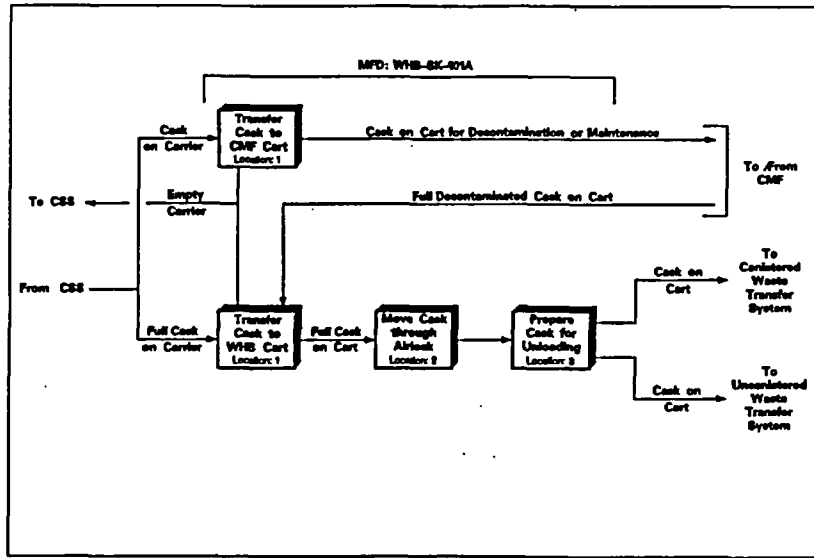 MFD: WHB-SK-101A
Transfer
Cask to
CMF Cart
Location: 1
Cask
on Carrier
Cask on Cart for Decontamination or Maintenance
To /From
CMF
To CSS
Empty
Carrier
Full Decontaminated Cask on Cart
From CSS
Full Cask
on Carrier
Transfer
Cask to
WHB Cart
Location: 1
Full Cask
on Cart
Move Cask
through
Airlock
Location: 2
Prepare
Cask for
Unloading
Location: 3
Cask on
Cart
To
Canistered
Waste
Transfer
System
Cask on
Cart
To
Uncanistered
Waste
Transfer
System